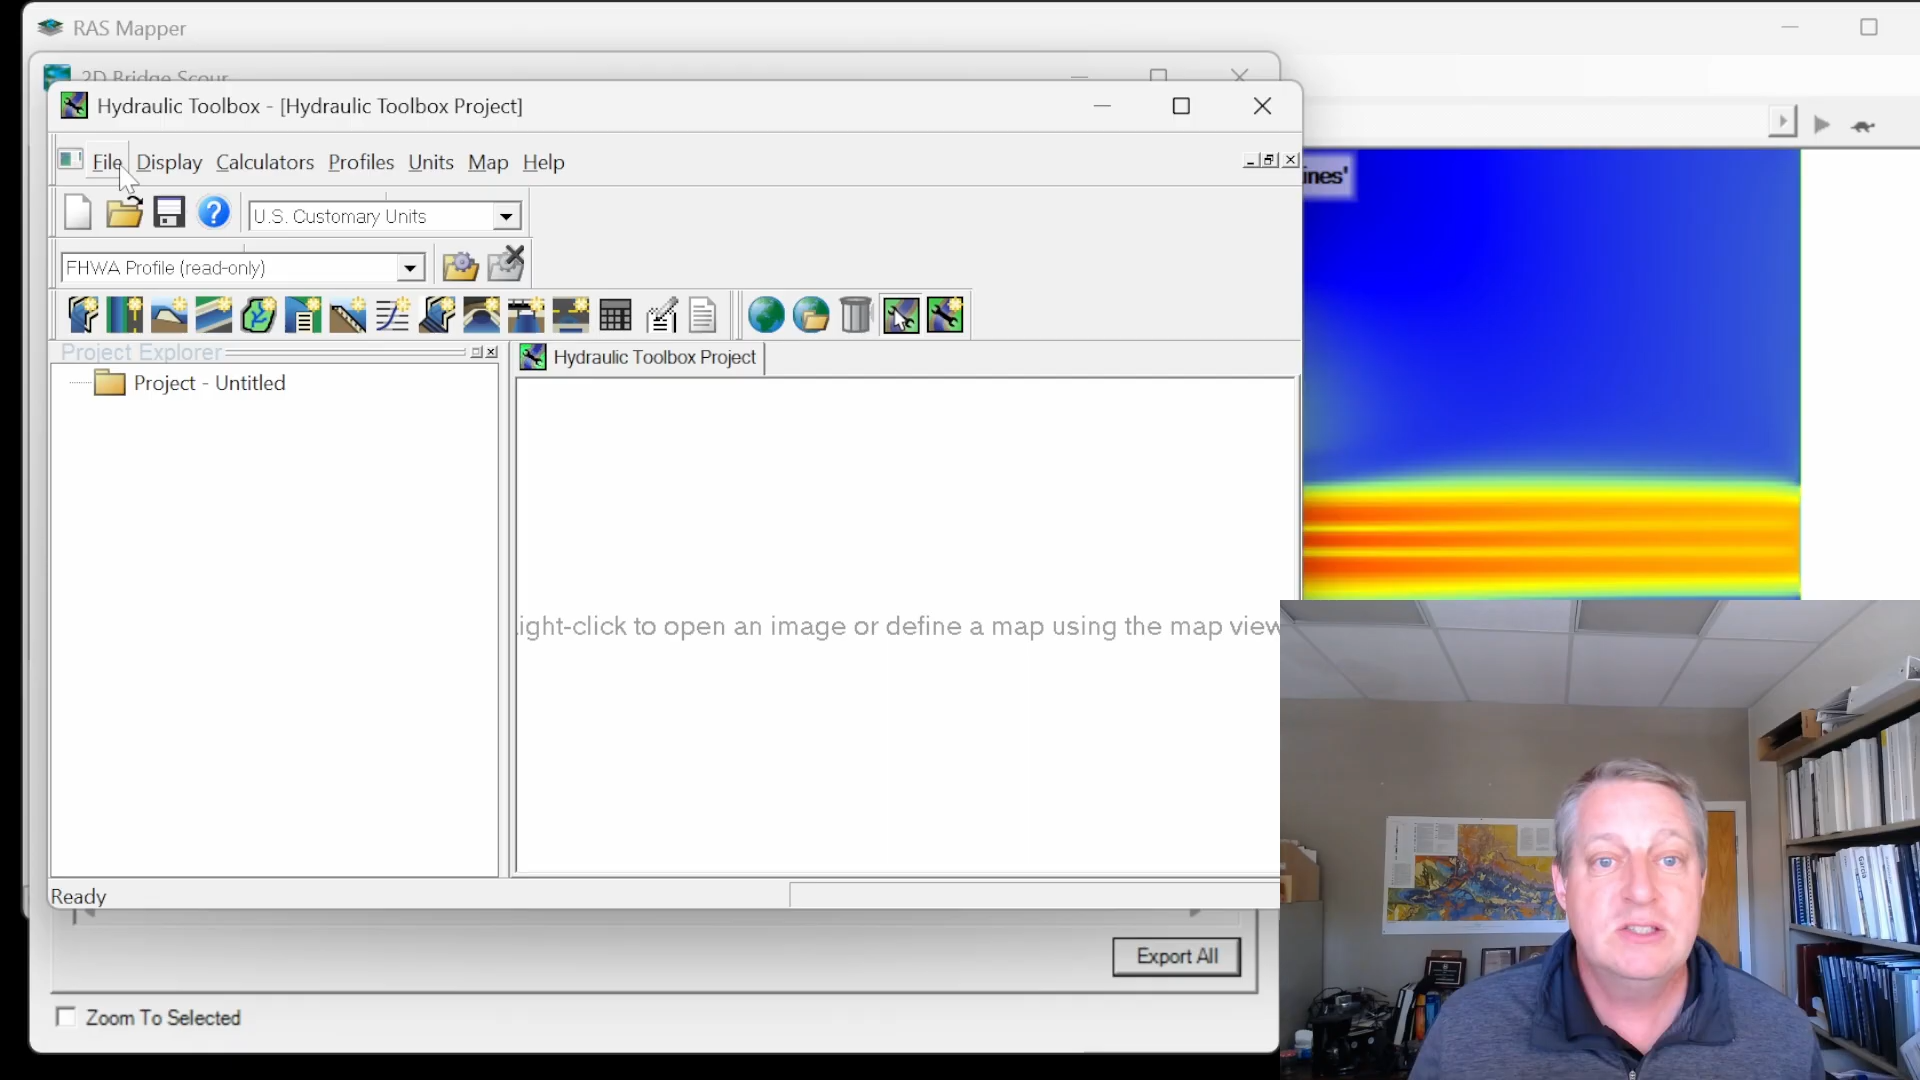 RAS Mapper
2D Bridge Scour
Hydraulic Toolbox - [Hydraulic Toolbox Project]
File Display Calculators Profiles Units Map Help
ines'
U.S. Customary Units
FHWA Profile (read-only)
Project Explorer
Hydraulic Toolbox Project
Project - Untitled
ight-click to open an image or define a map using the map view
Ready
Export All
Zoom To Selected